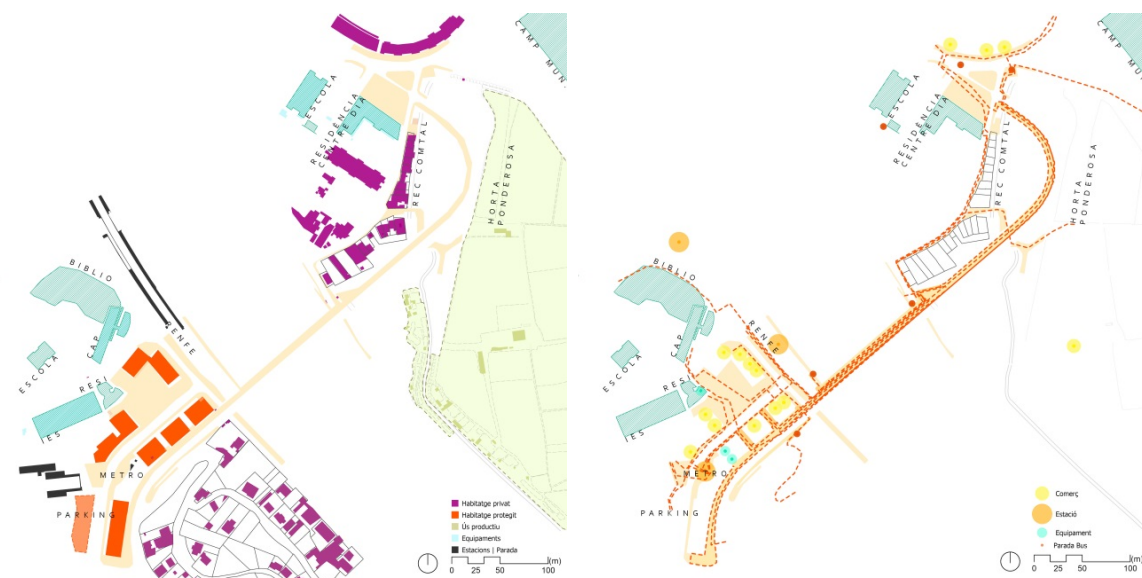 CAMP MUN
ESCOLA
RESIDÈNCIA
CENTRE DIA
REC COMTAL
HORTA
PONDEROSA
BIBLIO
RENFE
CAP
ESCOLA
RESI
IES
METRO
PARKING
Habitatge privat
Habitatge protegit
Ús productiu
Equipaments
Estacions | Parada
0 25 50 100 (m)
CAMP MUN
ESCOLA
RESIDÈNCIA
CENTRE DIA
REC COMTAL
HORTA
PONDEROSA
BIBLIO
RENFE
CAP
ESCOLA
RESI
IES
METRO
PARKING
Comerç
Estació
Equipament
Parada Bus
0 25 50 100 (m)